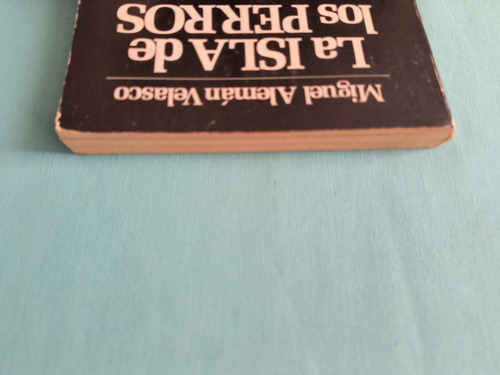 Miguel Alemán Velasco
La ISLA de
los PERROS